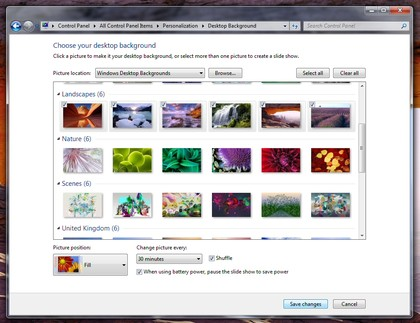 Control Panel ▸ All Control Panel Items ▸ Personalization ▸ Desktop Background
Search Control Panel
Choose your desktop background
Click a picture to make it your desktop background, or select more than one picture to create a slide show.
Picture location: Windows Desktop Backgrounds Browse... Select all Clear all
Landscapes (6)
Nature (6)
Scenes (6)
United Kingdom (6)
Picture position:
Fill
Change picture every:
30 minutes Shuffle
When using battery power, pause the slide show to save power
Save changes Cancel